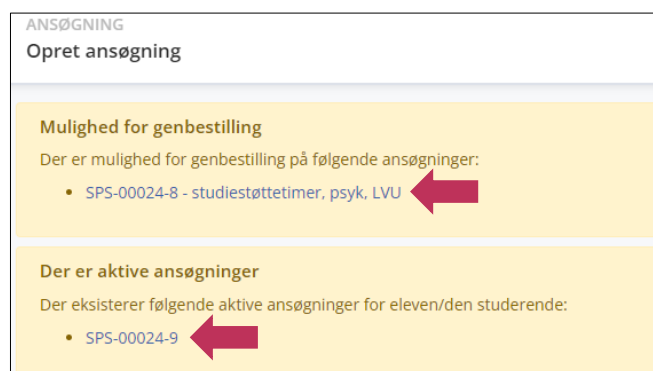 ANSØGNING
Opret ansøgning
Mulighed for genbestilling
Der er mulighed for genbestilling på følgende ansøgninger:
• SPS-00024-8 - studiestøttetimer, psyk, LVU
Der er aktive ansøgninger
Der eksisterer følgende aktive ansøgninger for eleven/den studerende:
• SPS-00024-9